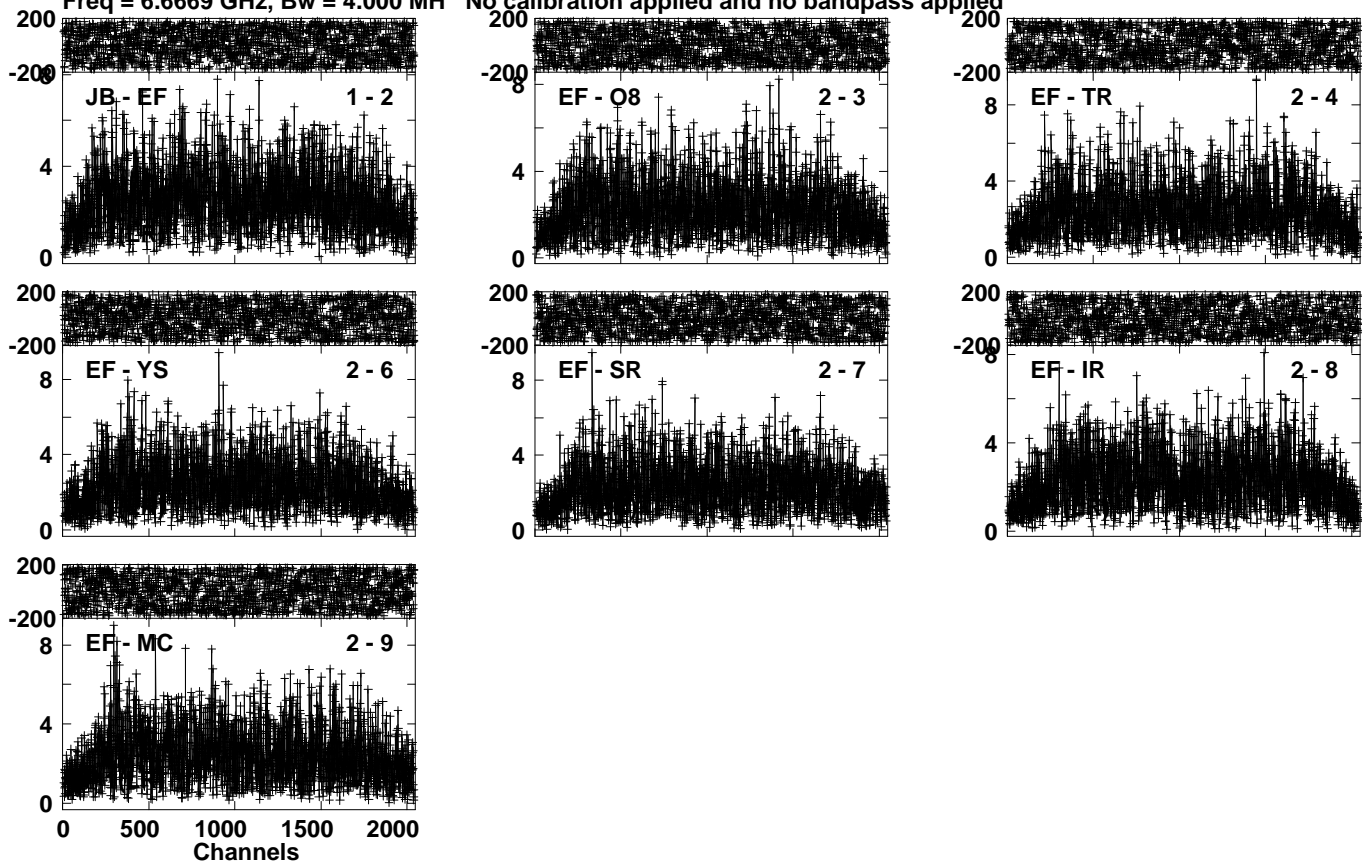 Freq = 6.6669 GHz, Bw = 4.000 MH No calibration applied and no bandpass applied
200 200 200
-200 -200 -200
8 8 8
JB - EF 1 - 2 EF - O8 2 - 3 EF - TR 2 - 4
4 4 4
0 0 0
200 200 200
-200 -200 -200
8 8 8
EF - YS 2 - 6 EF - SR 2 - 7 EF - IR 2 - 8
4 4 4
0 0 0
200
-200
8
EF - MC 2 - 9
4
0
0 500 1000 1500 2000
Channels